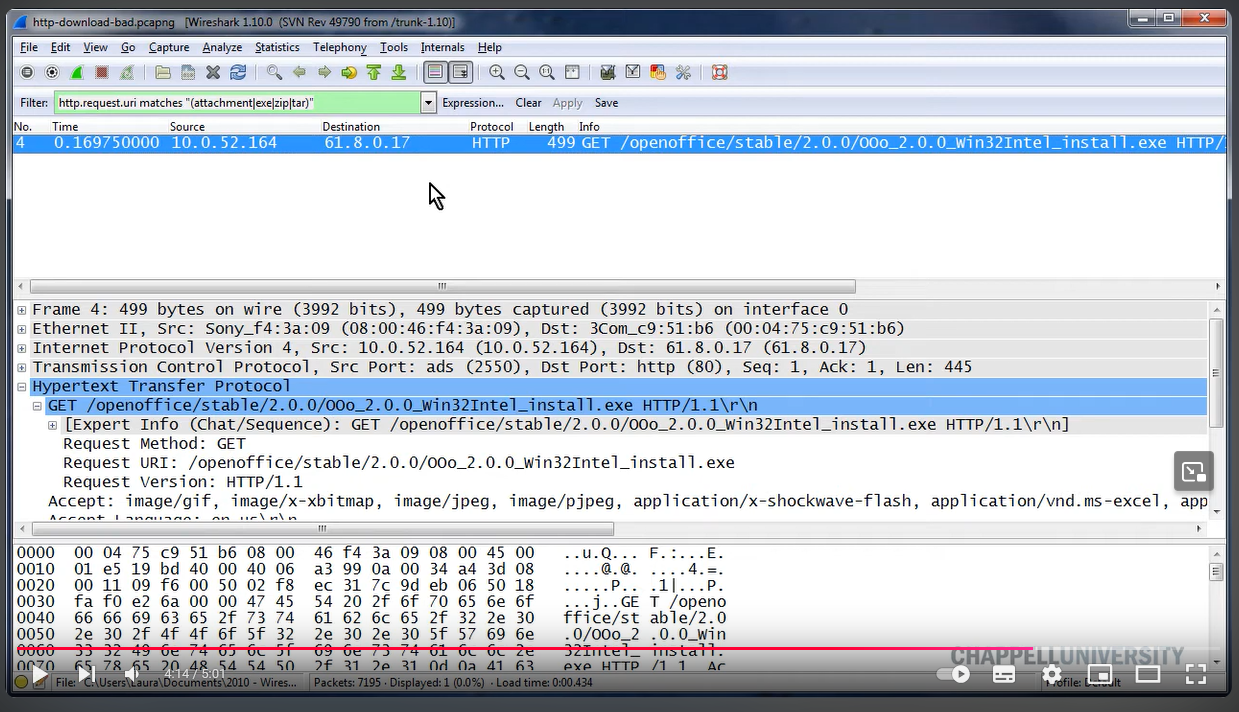 http-download-bad.pcapng [Wireshark 1.10.0 (SVN Rev 49790 from /trunk-1.10)]
File Edit View Go Capture Analyze Statistics Telephony Tools Internals Help
Filter: http.request.uri matches "(attachment|exe|zip|tar)" Expression... Clear Apply Save
No. Time Source Destination Protocol Length Info
4 0.169750000 10.0.52.164 61.8.0.17 HTTP 499 GET /openoffice/stable/2.0.0/OOo_2.0.0_Win32Intel_install.exe HTTP/
Frame 4: 499 bytes on wire (3992 bits), 499 bytes captured (3992 bits) on interface 0
Ethernet II, Src: Sony_f4:3a:09 (08:00:46:f4:3a:09), Dst: 3Com_c9:51:b6 (00:04:75:c9:51:b6)
Internet Protocol Version 4, Src: 10.0.52.164 (10.0.52.164), Dst: 61.8.0.17 (61.8.0.17)
Transmission Control Protocol, Src Port: ads (2550), Dst Port: http (80), Seq: 1, Ack: 1, Len: 445
Hypertext Transfer Protocol
GET /openoffice/stable/2.0.0/OOo_2.0.0_Win32Intel_install.exe HTTP/1.1\r\n
[Expert Info (Chat/Sequence): GET /openoffice/stable/2.0.0/OOo_2.0.0_Win32Intel_install.exe HTTP/1.1\r\n]
Request Method: GET
Request URI: /openoffice/stable/2.0.0/OOo_2.0.0_Win32Intel_install.exe
Request Version: HTTP/1.1
Accept: image/gif, image/x-xbitmap, image/jpeg, image/pjpeg, application/x-shockwave-flash, application/vnd.ms-excel, app
Accept-Language: en-us\r\n
0000 00 04 75 c9 51 b6 08 00 46 f4 3a 09 08 00 45 00 ..u.Q... F.:...E.
0010 01 e5 19 bd 40 00 40 06 a3 99 0a 00 34 a4 3d 08 ....@.@. ....4.=.
0020 00 11 09 f6 00 50 02 f8 ec 31 7c 9d eb 06 50 18 .....P.. .1|...P.
0030 fa f0 e2 6a 00 00 47 45 54 20 2f 6f 70 65 6e 6f ...j..GE T /openo
0040 66 66 69 63 65 2f 73 74 61 62 6c 65 2f 32 2e 30 ffice/st able/2.0
0050 2e 30 2f 4f 4f 6f 5f 32 2e 30 2e 30 5f 57 69 6e .0/OOo_2 .0.0_Win
0060 33 32 49 6e 74 65 6c 5f 69 6e 73 74 61 6c 6c 2e 32Intel_ install.
0070 65 78 65 20 48 54 54 50 2f 31 2e 31 0d 0a 41 63 exe HTTP /1.1..Ac
CHAPPELLUNIVERSITY
4:14 / 5:01
File: "C:\Users\Laura\Documents\2010 - Wires... Packets: 7195 · Displayed: 1 (0.0%) · Load time: 0:00.434 Profile: Default